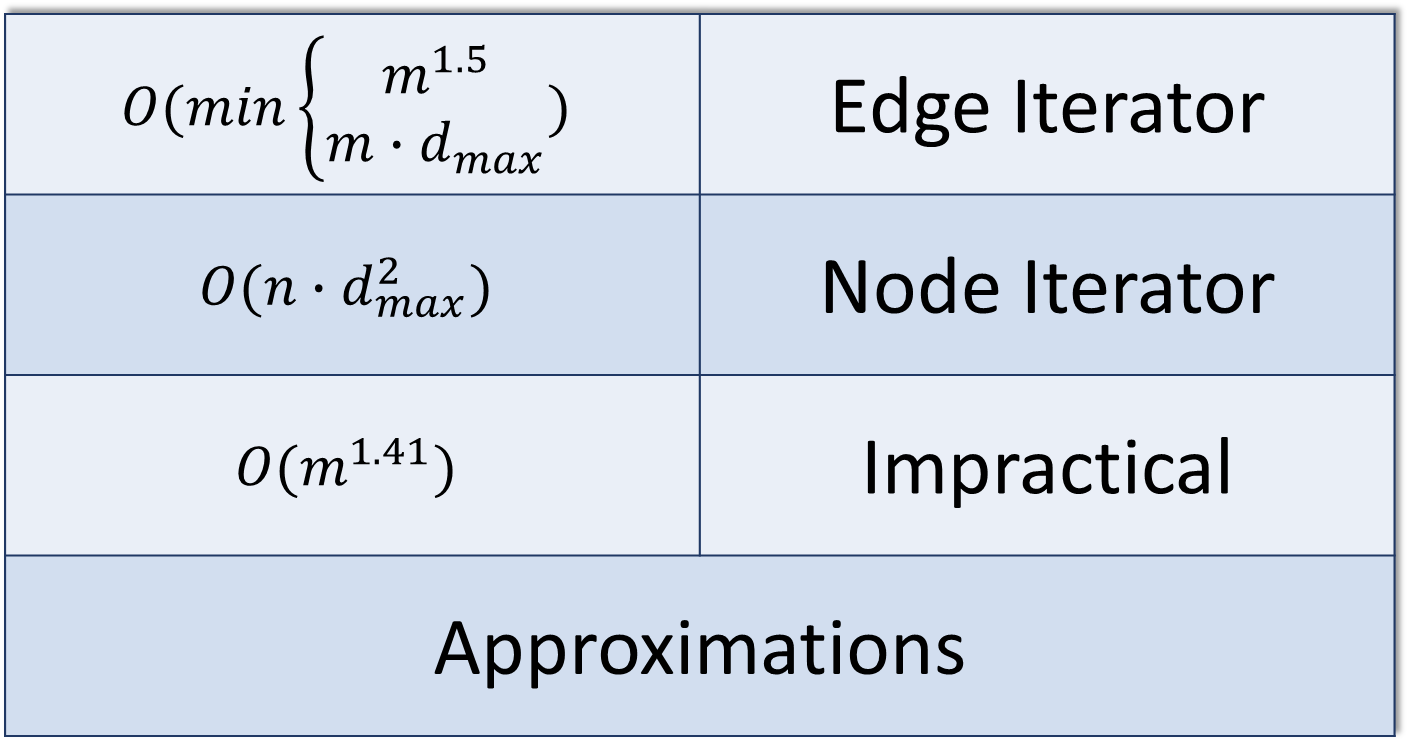 O(min { m^1.5
m · d_max )
Edge Iterator
O(n · d_max^2)
Node Iterator
O(m^1.41)
Impractical
Approximations